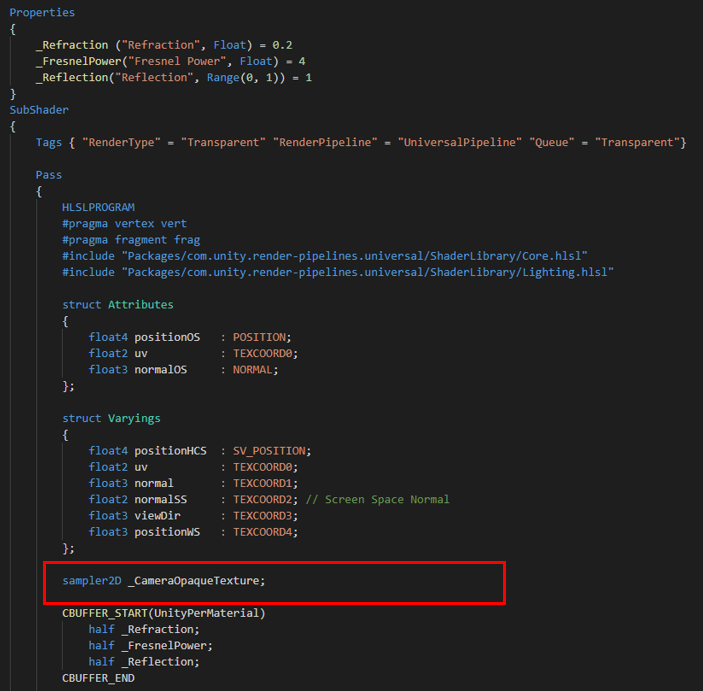 Properties
{
_Refraction ("Refraction", Float) = 0.2
_FresnelPower("Fresnel Power", Float) = 4
_Reflection("Reflection", Range(0, 1)) = 1
}
SubShader
{
Tags { "RenderType" = "Transparent" "RenderPipeline" = "UniversalPipeline" "Queue" = "Transparent"}
Pass
{
HLSLPROGRAM
#pragma vertex vert
#pragma fragment frag
#include "Packages/com.unity.render-pipelines.universal/ShaderLibrary/Core.hlsl"
#include "Packages/com.unity.render-pipelines.universal/ShaderLibrary/Lighting.hlsl"
struct Attributes
{
float4 positionOS : POSITION;
float2 uv : TEXCOORD0;
float3 normalOS : NORMAL;
};
struct Varyings
{
float4 positionHCS : SV_POSITION;
float2 uv : TEXCOORD0;
float3 normal : TEXCOORD1;
float2 normalSS : TEXCOORD2; // Screen Space Normal
float3 viewDir : TEXCOORD3;
float3 positionWS : TEXCOORD4;
};
sampler2D _CameraOpaqueTexture;
CBUFFER_START(UnityPerMaterial)
half _Refraction;
half _FresnelPower;
half _Reflection;
CBUFFER_END